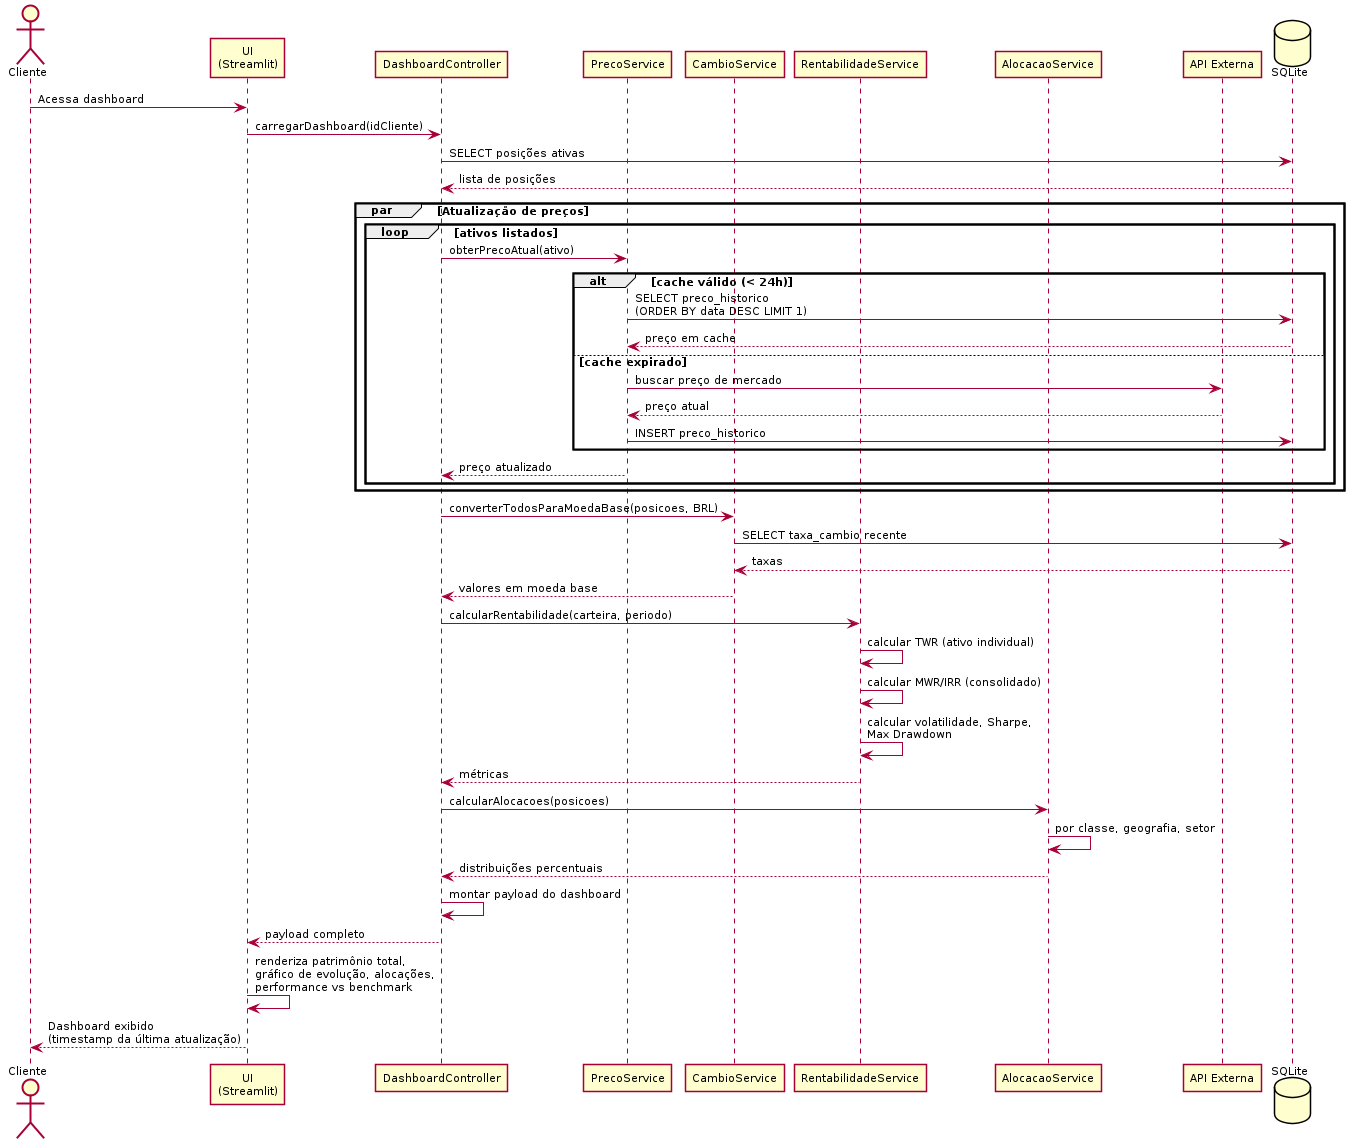 Cliente
UI
(Streamlit)
DashboardController
PrecoService
CambioService
RentabilidadeService
AlocacaoService
API Externa
SQLite
Acessa dashboard
carregarDashboard(idCliente)
SELECT posições ativas
lista de posições
par
[Atualização de preços]
loop
[ativos listados]
obterPrecoAtual(ativo)
alt
[cache válido (< 24h)]
SELECT preco_historico
(ORDER BY data DESC LIMIT 1)
preço em cache
[cache expirado]
buscar preço de mercado
preço atual
INSERT preco_historico
preço atualizado
converterTodosParaMoedaBase(posicoes, BRL)
SELECT taxa_cambio recente
taxas
valores em moeda base
calcularRentabilidade(carteira, periodo)
calcular TWR (ativo individual)
calcular MWR/IRR (consolidado)
calcular volatilidade, Sharpe,
Max Drawdown
métricas
calcularAlocacoes(posicoes)
por classe, geografia, setor
distribuições percentuais
montar payload do dashboard
payload completo
renderiza patrimônio total,
gráfico de evolução, alocações,
performance vs benchmark
Dashboard exibido
(timestamp da última atualização)
Cliente
UI
(Streamlit)
DashboardController
PrecoService
CambioService
RentabilidadeService
AlocacaoService
API Externa
SQLite